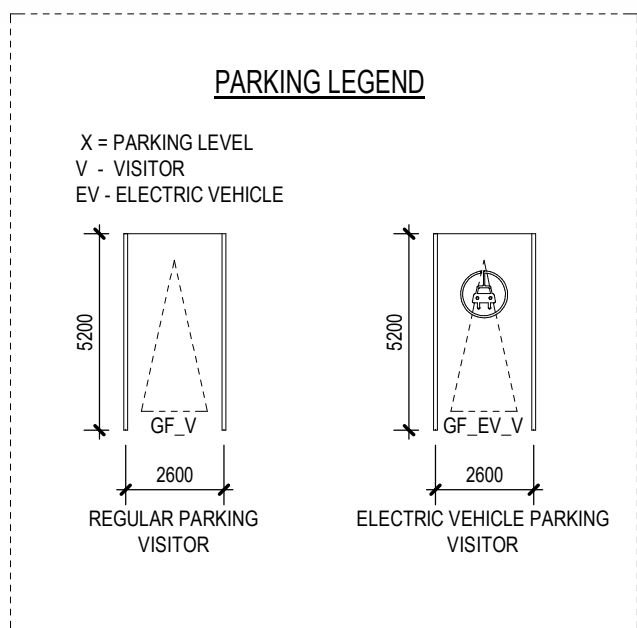 PARKING LEGEND
X = PARKING LEVEL
V - VISITOR
EV - ELECTRIC VEHICLE
5200
GF_V
2600
REGULAR PARKING
VISITOR
5200
GF_EV_V
2600
ELECTRIC VEHICLE PARKING
VISITOR